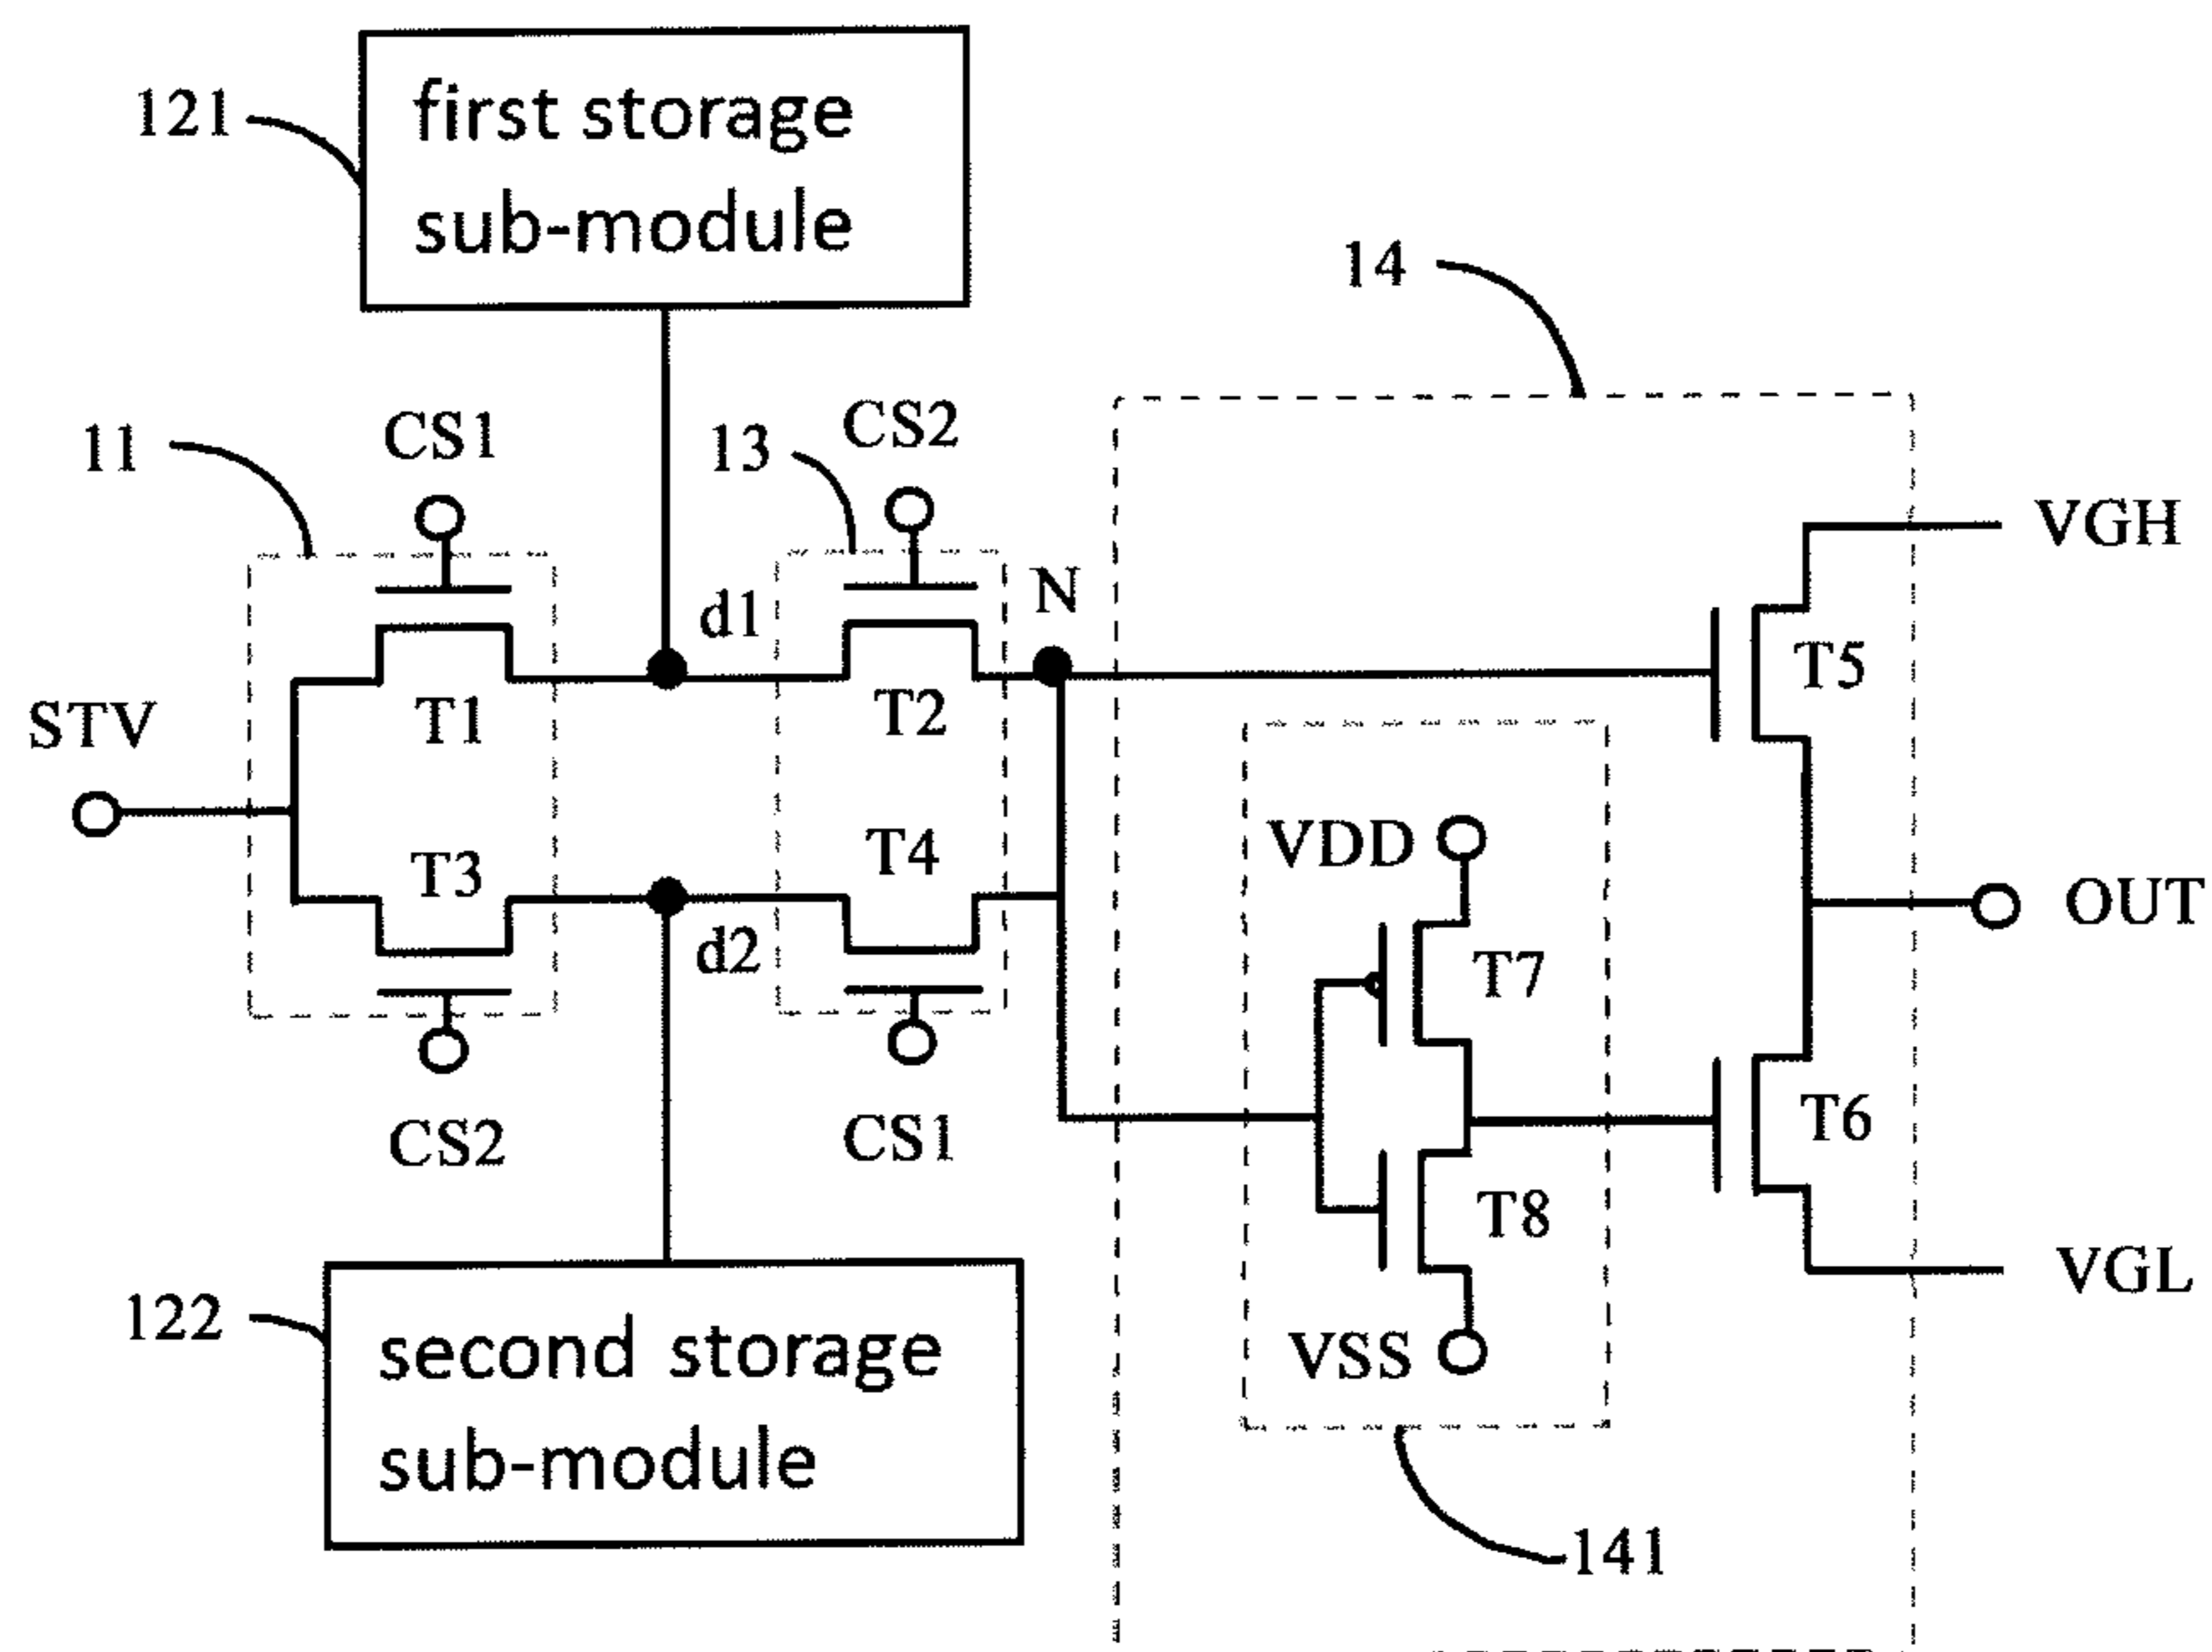 121
first storage
sub-module
14
11
CS1
13
CS2
VGH
d1
N
T5
STV
T1
T2
T3
T4
VDD
OUT
d2
T7
CS2
CS1
T6
T8
VGL
122
second storage
sub-module
VSS
141